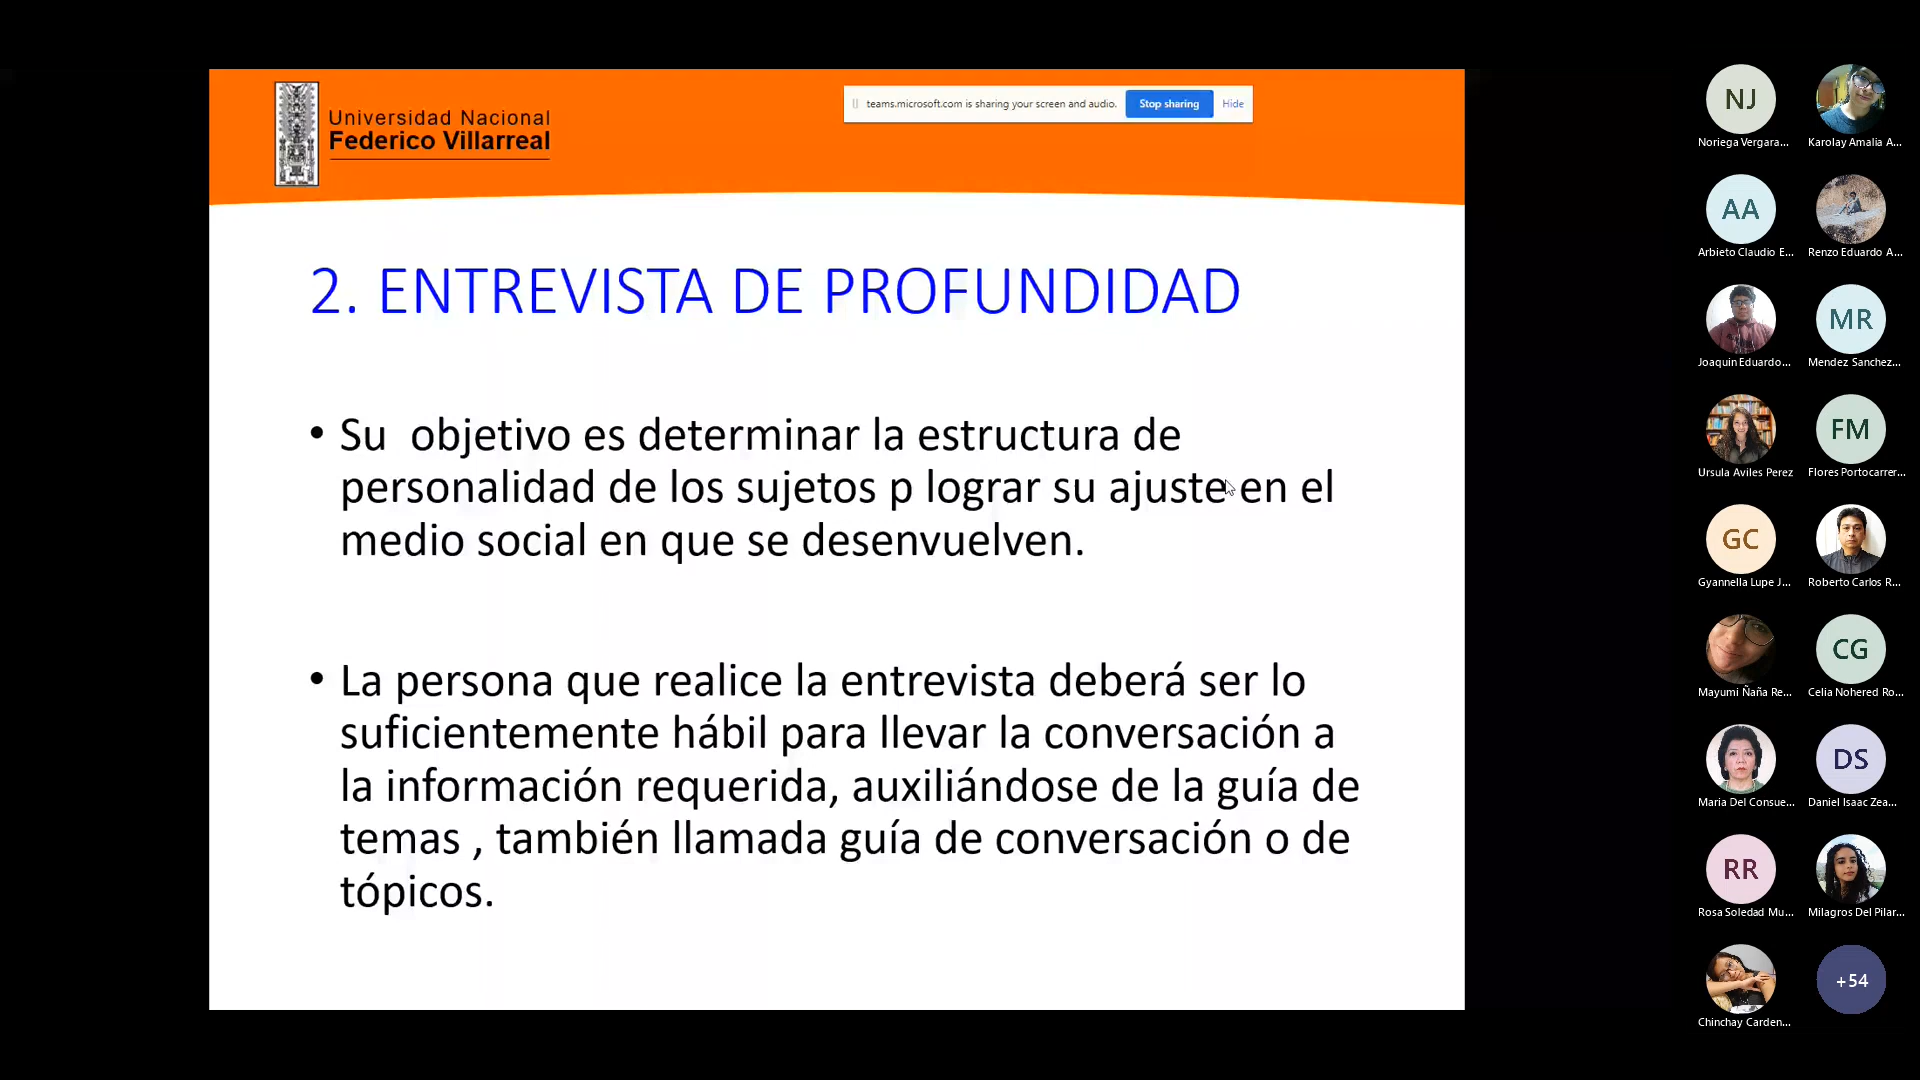 Universidad Nacional
Federico Villarreal
teams.microsoft.com is sharing your screen and audio. Stop sharing Hide
2. ENTREVISTA DE PROFUNDIDAD
• Su  objetivo es determinar la estructura de
personalidad de los sujetos p lograr su ajuste en el
medio social en que se desenvuelven.
• La persona que realice la entrevista deberá ser lo
suficientemente hábil para llevar la conversación a
la información requerida, auxiliándose de la guía de
temas , también llamada guía de conversación o de
tópicos.
NJ
Noriega Vergara... Karolay Amalia A...
AA
Arbieto Claudio E... Renzo Eduardo A...
MR
Joaquin Eduardo... Mendez Sanchez...
FM
Ursula Aviles Perez Flores Portocarrer...
GC
Gyannella Lupe J... Roberto Carlos R...
CG
Mayumi Ñaña Re... Celia Nohered Ro...
DS
Maria Del Consue... Daniel Isaac Zea...
RR
Rosa Soledad Mu... Milagros Del Pilar...
+54
Chinchay Carden...